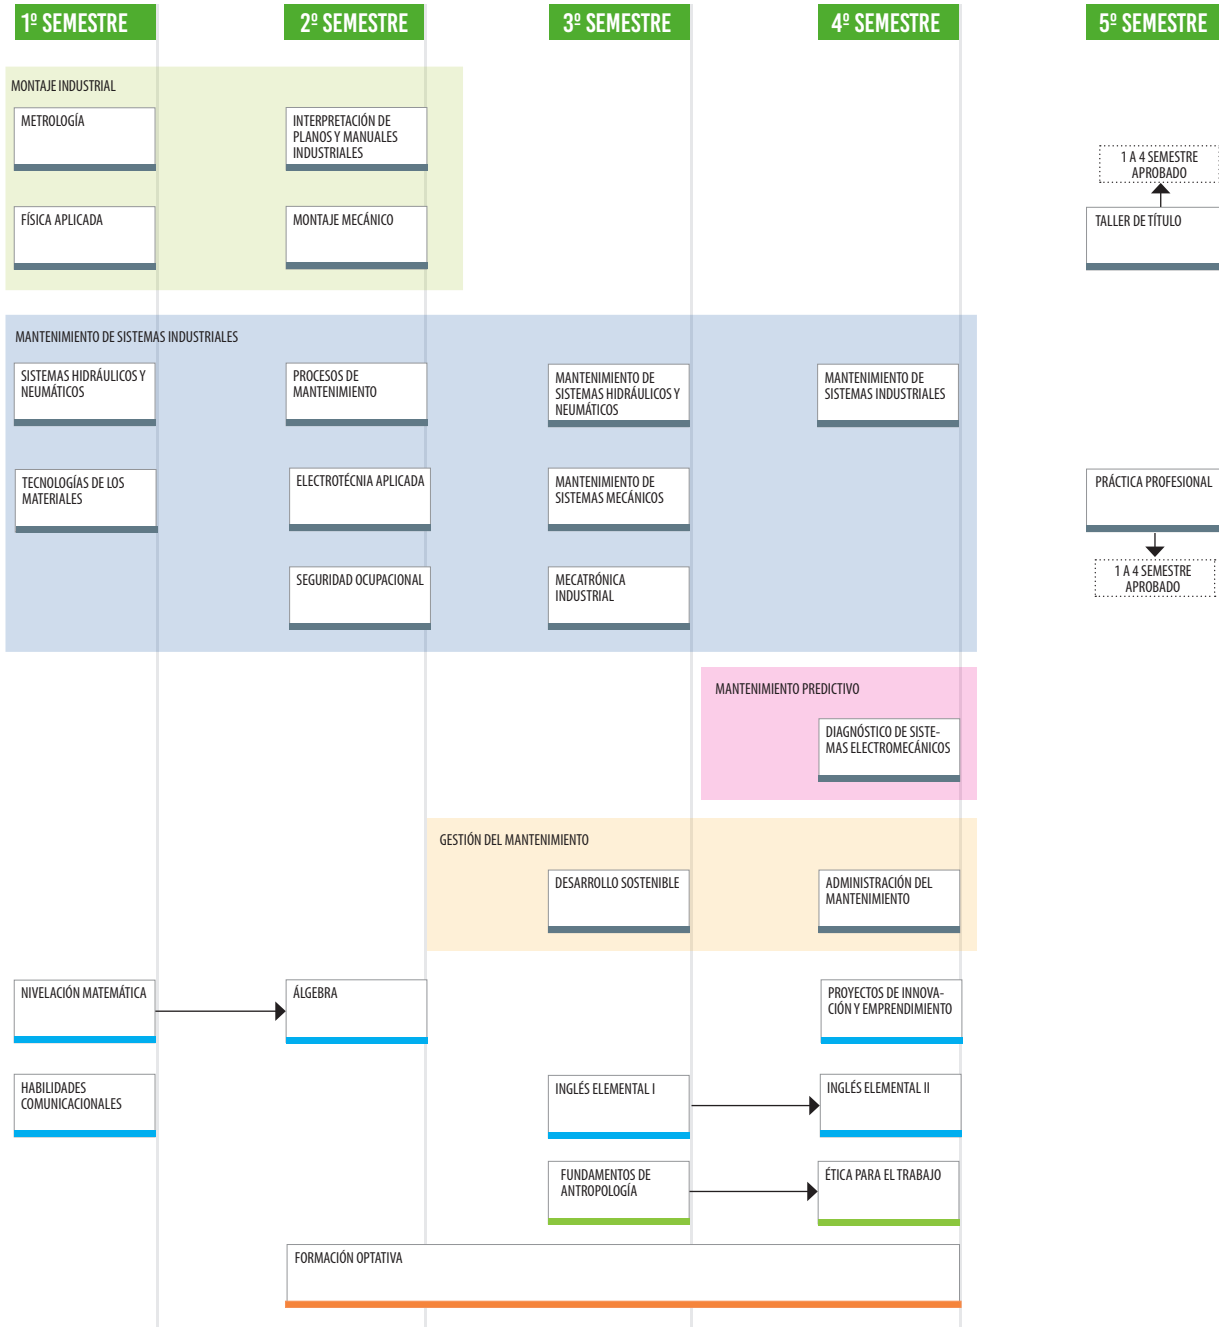 1º SEMESTRE
2º SEMESTRE
3º SEMESTRE
4º SEMESTRE
5º SEMESTRE
MONTAJE INDUSTRIAL
METROLOGÍA
INTERPRETACIÓN DE
PLANOS Y MANUALES
INDUSTRIALES
1 A 4 SEMESTRE
APROBADO
FÍSICA APLICADA
MONTAJE MECÁNICO
TALLER DE TÍTULO
MANTENIMIENTO DE SISTEMAS INDUSTRIALES
SISTEMAS HIDRÁULICOS Y
NEUMÁTICOS
PROCESOS DE
MANTENIMIENTO
MANTENIMIENTO DE
SISTEMAS HIDRÁULICOS Y
NEUMÁTICOS
MANTENIMIENTO DE
SISTEMAS INDUSTRIALES
TECNOLOGÍAS DE LOS
MATERIALES
ELECTROTÉCNIA APLICADA
MANTENIMIENTO DE
SISTEMAS MECÁNICOS
PRÁCTICA PROFESIONAL
SEGURIDAD OCUPACIONAL
MECATRÓNICA
INDUSTRIAL
1 A 4 SEMESTRE
APROBADO
MANTENIMIENTO PREDICTIVO
DIAGNÓSTICO DE SISTE-
MAS ELECTROMECÁNICOS
GESTIÓN DEL MANTENIMIENTO
DESARROLLO SOSTENIBLE
ADMINISTRACIÓN DEL
MANTENIMIENTO
NIVELACIÓN MATEMÁTICA
ÁLGEBRA
PROYECTOS DE INNOVA-
CIÓN Y EMPRENDIMIENTO
HABILIDADES
COMUNICACIONALES
INGLÉS ELEMENTAL I
INGLÉS ELEMENTAL II
FUNDAMENTOS DE
ANTROPOLOGÍA
ÉTICA PARA EL TRABAJO
FORMACIÓN OPTATIVA